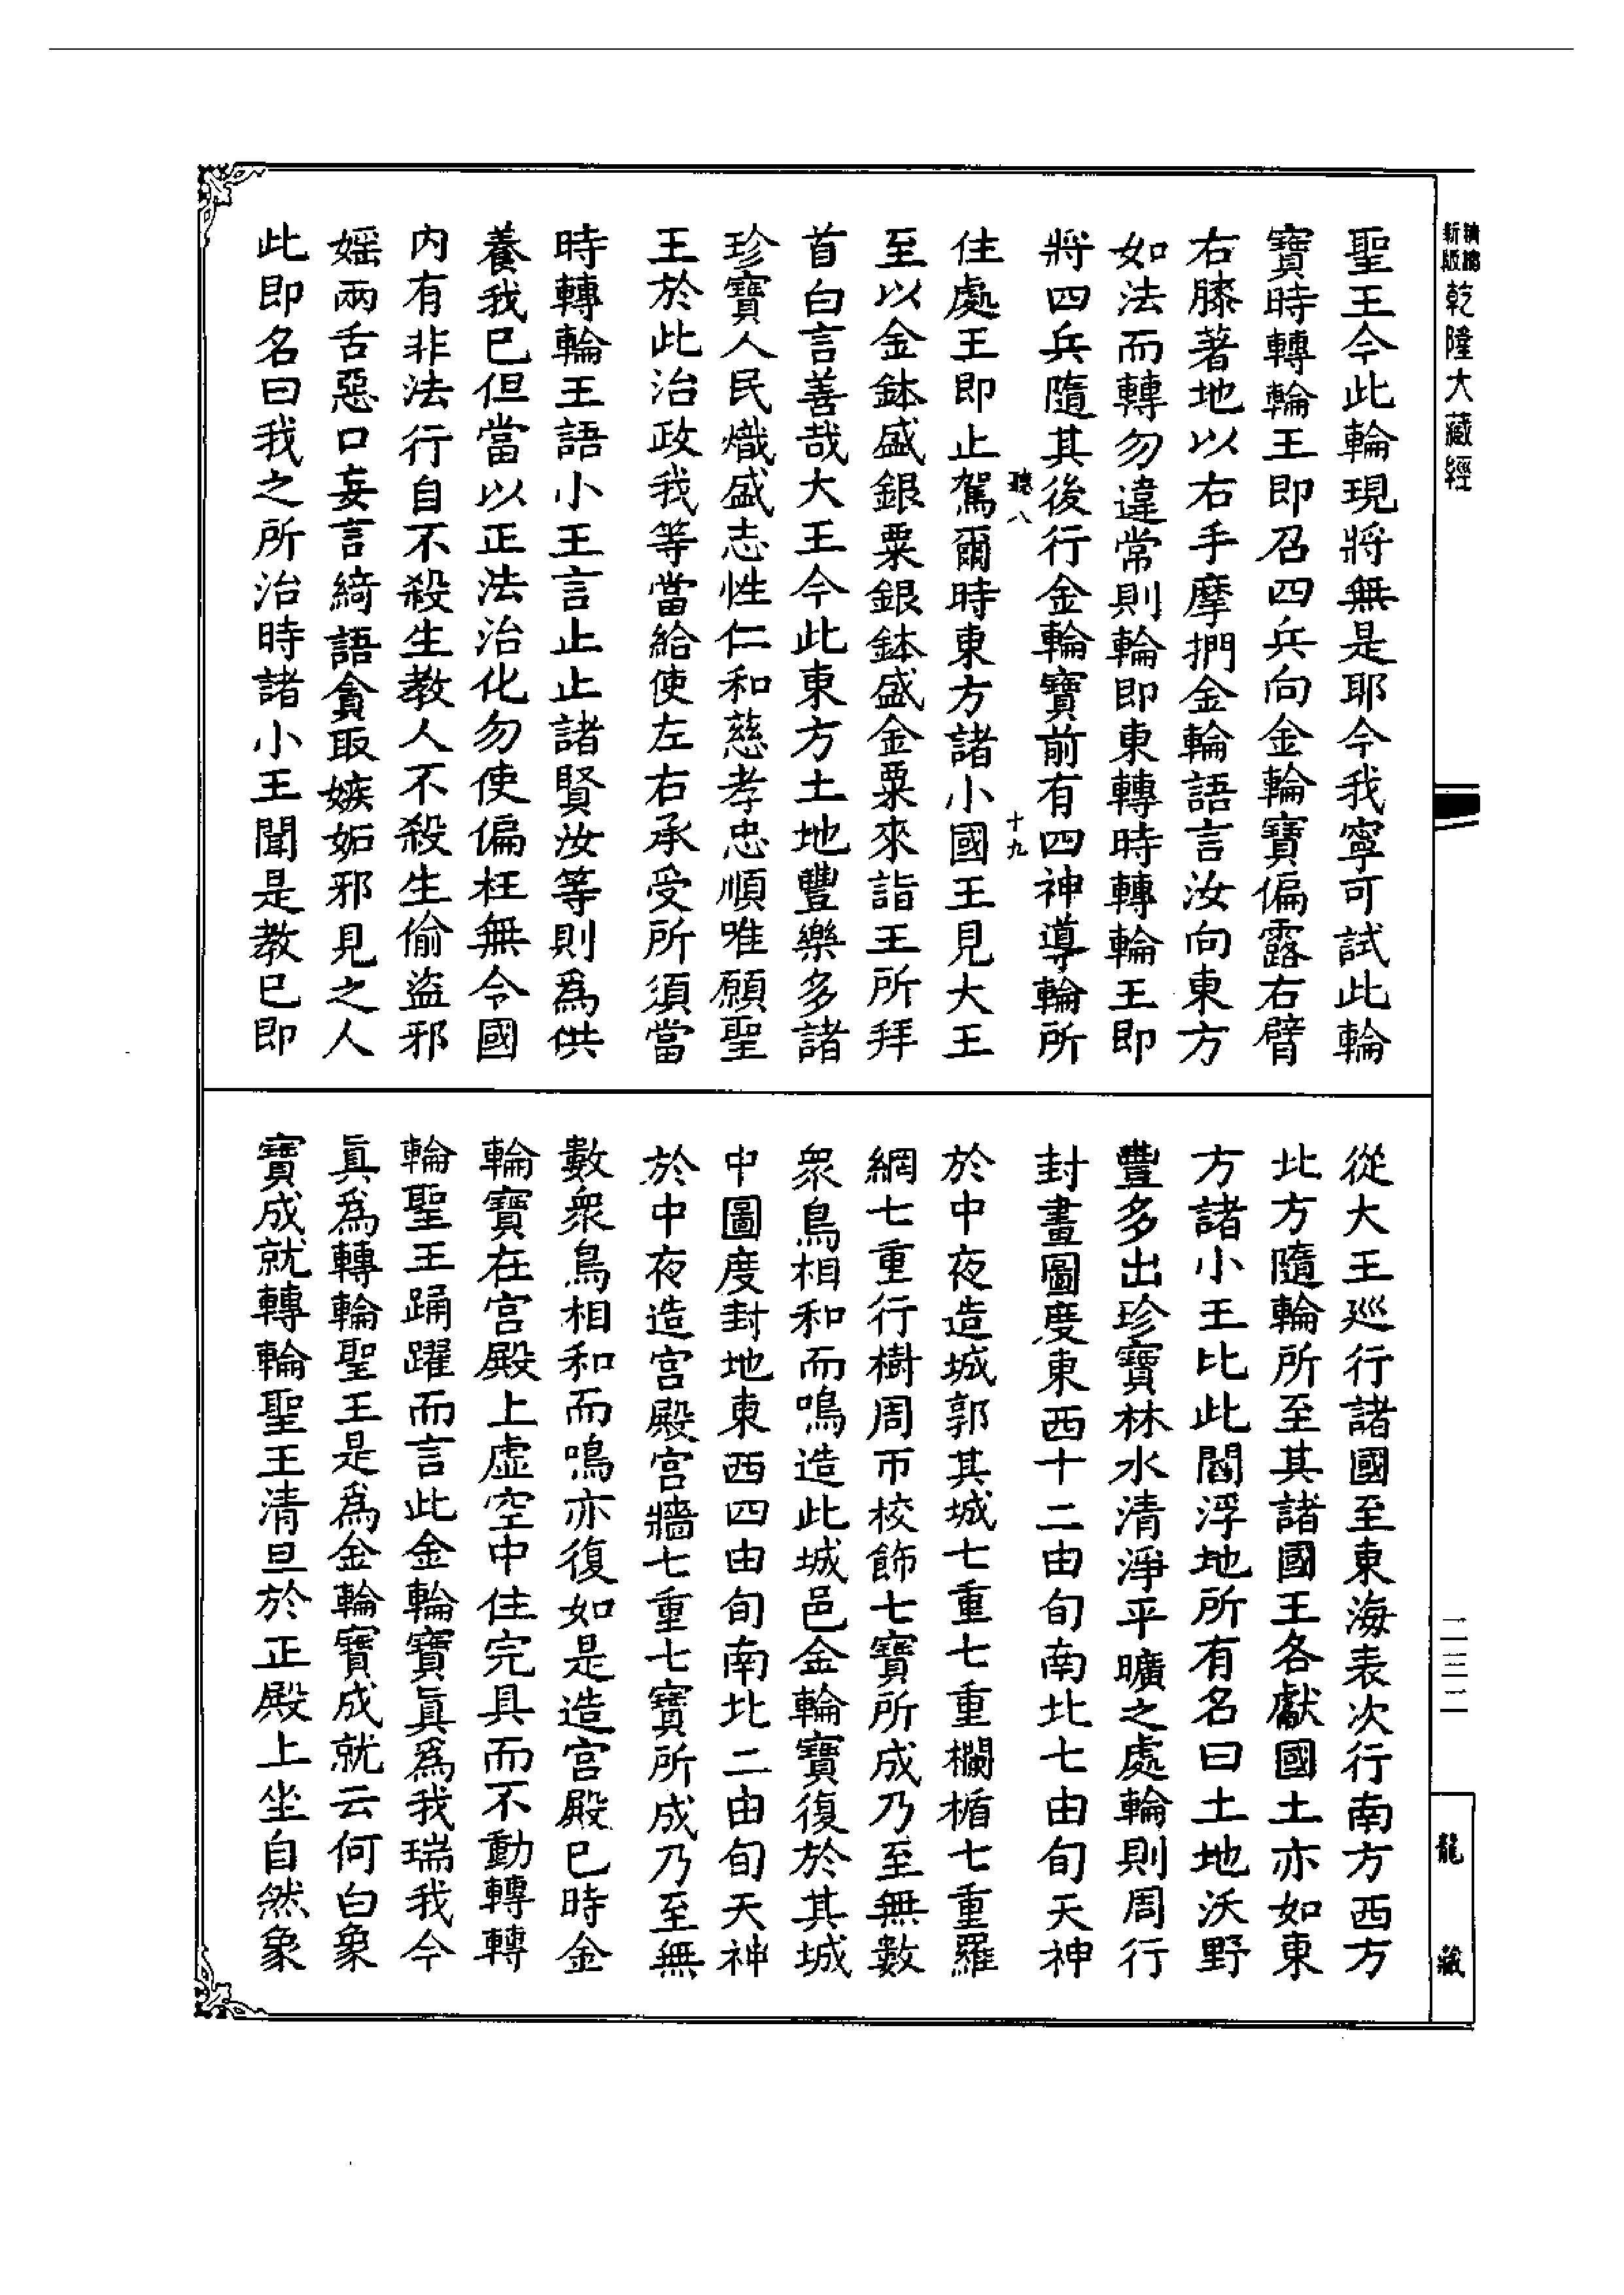 精縮
新版
乾隆大藏經
聖王今此輪現將無是耶今我寧可試此輪
寶時轉輪王即召四兵向金輪寶偏露右臂
右膝著地以右手摩捫金輪語言汝向東方
如法而轉勿違常則輪即東轉時轉輪王即
將四兵隨其後行金輪寶前有四神導輪所
聽八
十九
住處王即止駕爾時東方諸小國王見大王
至以金鉢盛銀粟銀鉢盛金粟來詣王所拜
首白言善哉大王今此東方土地豐樂多諸
珍寶人民熾盛志性仁和慈孝忠順唯願聖
王於此治政我等當給使左右承受所須當
時轉輪王語小王言止止諸賢汝等則為供
養我已但當以正法治化勿使偏枉無令國
內有非法行自不殺生教人不殺生偷盜邪
婬兩舌惡口妄言綺語貪取嫉妬邪見之人
此即名曰我之所治時諸小王聞是教已即
從大王巡行諸國至東海表次行南方西方
北方隨輪所至其諸國王各獻國土亦如東
方諸小王比此閻浮地所有名曰土地沃野
豐多出珍寶林水清淨平曠之處輪則周行
封畫圖度東西十二由旬南北七由旬天神
於中夜造城郭其城七重七重欄楯七重羅
網七重行樹周帀校飾七寶所成乃至無數
眾鳥相和而鳴造此城邑金輪寶復於其城
中圖度封地東西四由旬南北二由旬天神
於中夜造宮殿宮牆七重七寶所成乃至無
數眾鳥相和而鳴亦復如是造宮殿已時金
輪寶在宮殿上虛空中住完具而不動轉轉
輪聖王踊躍而言此金輪寶真為我瑞我今
真為轉輪聖王是為金輪寶成就云何白象
寶成就轉輪聖王清旦於正殿上坐自然象
二三二
龍藏